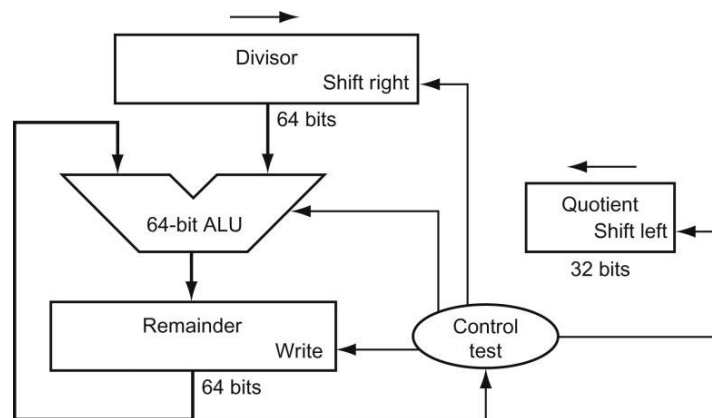 Divisor
Shift right
64 bits
64-bit ALU
Quotient
Shift left
32 bits
Remainder
Write
Control
test
64 bits